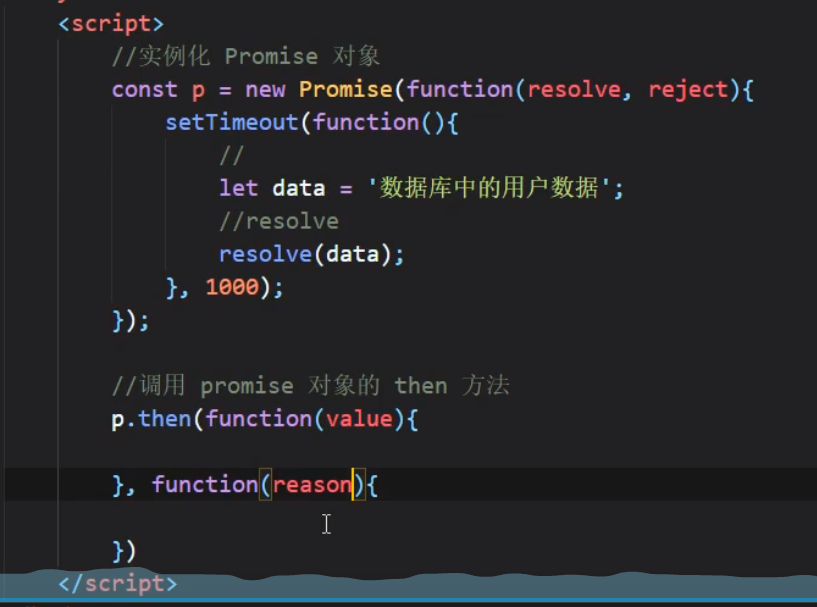 <script>
//实例化 Promise 对象
const p = new Promise(function(resolve, reject){
setTimeout(function(){
//
let data = '数据库中的用户数据';
//resolve
resolve(data);
}, 1000);
});
//调用 promise 对象的 then 方法
p.then(function(value){
}, function(reason){
})
</script>